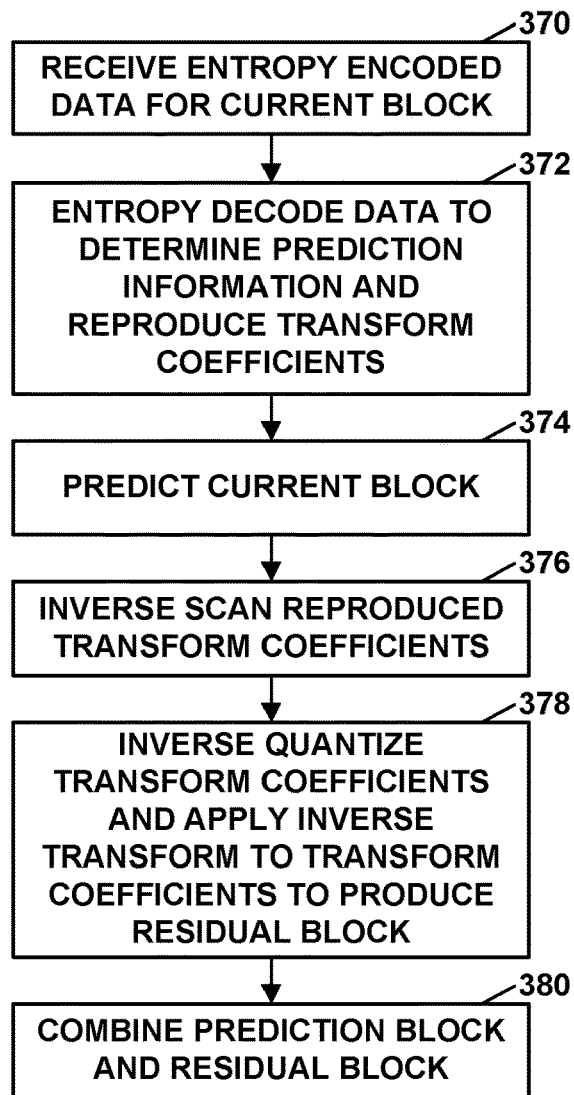 370
RECEIVE ENTROPY ENCODED
DATA FOR CURRENT BLOCK
372
ENTROPY DECODE DATA TO
DETERMINE PREDICTION
INFORMATION AND
REPRODUCE TRANSFORM
COEFFICIENTS
374
PREDICT CURRENT BLOCK
376
INVERSE SCAN REPRODUCED
TRANSFORM COEFFICIENTS
378
INVERSE QUANTIZE
TRANSFORM COEFFICIENTS
AND APPLY INVERSE
TRANSFORM TO TRANSFORM
COEFFICIENTS TO PRODUCE
RESIDUAL BLOCK
380
COMBINE PREDICTION BLOCK
AND RESIDUAL BLOCK